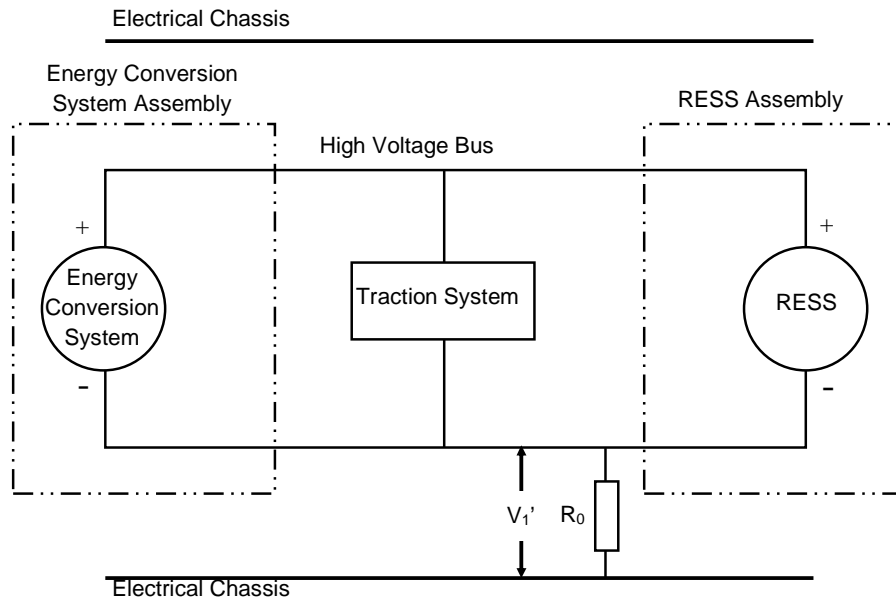 Electrical Chassis
Energy Conversion
System Assembly
RESS Assembly
High Voltage Bus
+
+
Energy
Conversion
System
Traction System
RESS
-
-
V₁’
R₀
Electrical Chassis